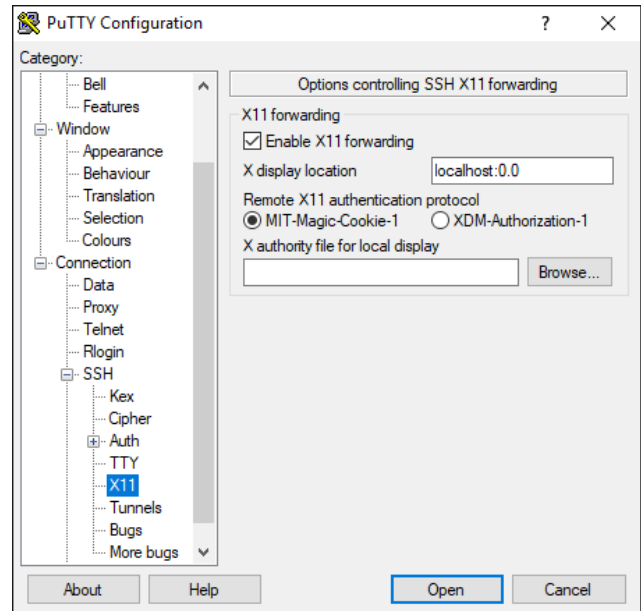 PuTTY Configuration
?
Category:
Bell
Features
Window
Appearance
Behaviour
Translation
Selection
Colours
Connection
Data
Proxy
Telnet
Rlogin
SSH
Kex
Cipher
Auth
TTY
X11
Tunnels
Bugs
More bugs
Options controlling SSH X11 forwarding
X11 forwarding
Enable X11 forwarding
X display location localhost:0.0
Remote X11 authentication protocol
MIT-Magic-Cookie-1 XDM-Authorization-1
X authority file for local display
Browse...
About Help Open Cancel